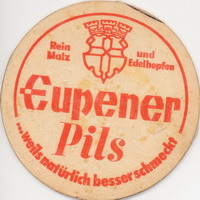 Rein Malz
und Edelhopfen
Eupener
Pils
...weils natürlich besser schmeckt